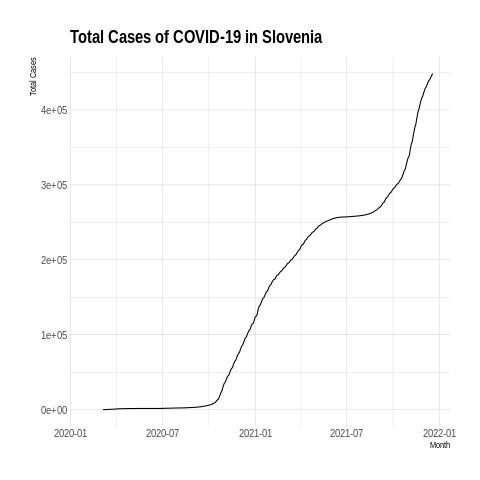 Total Cases of COVID-19 in Slovenia
Total Cases
4e+05
3e+05
2e+05
1e+05
0e+00
2020-01 2020-07 2021-01 2021-07 2022-01
Month